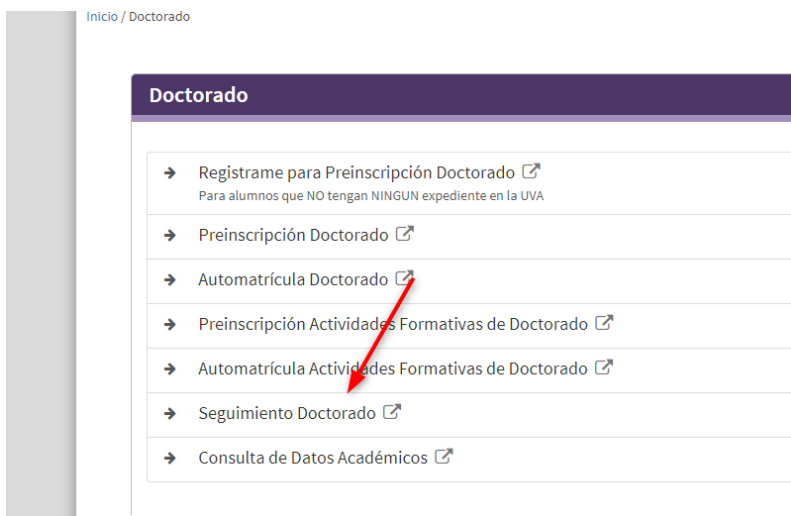 Inicio / Doctorado
Doctorado
Registrame para Preinscripción Doctorado
Para alumnos que NO tengan NINGUN expediente en la UVA
Preinscripción Doctorado
Automatrícula Doctorado
Preinscripción Actividades Formativas de Doctorado
Automatrícula Actividades Formativas de Doctorado
Seguimiento Doctorado
Consulta de Datos Académicos